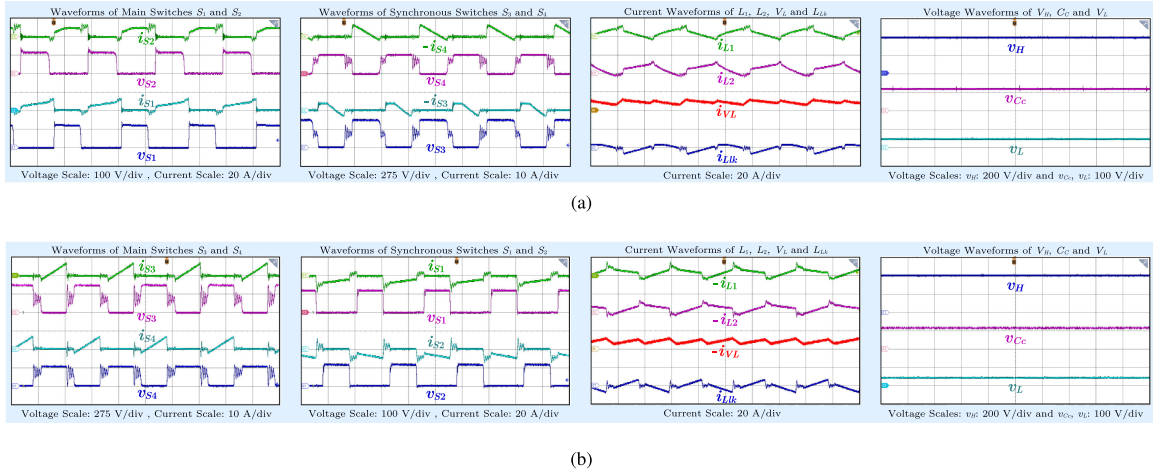 Waveforms of Main Switches S1 and S2
Waveforms of Synchronous Switches S3 and S4
Current Waveforms of L1, L2, VL and LLk
Voltage Waveforms of VH, CC and VL
iS2
vS2
iS1
vS1
-iS4
vS4
-iS3
vS3
iL1
iL2
iVL
iLlk
vH
vCc
vL
Voltage Scale: 100 V/div , Current Scale: 20 A/div
Voltage Scale: 275 V/div , Current Scale: 10 A/div
Current Scale: 20 A/div
Voltage Scales: vH: 200 V/div and vCc, vL: 100 V/div
(a)
Waveforms of Main Switches S3 and S4
Waveforms of Synchronous Switches S1 and S2
Current Waveforms of L1, L2, VL and LLk
Voltage Waveforms of VH, CC and VL
iS3
vS3
iS4
vS4
iS1
vS1
iS2
vS2
-iL1
-iL2
-iVL
iLlk
vH
vCc
vL
Voltage Scale: 275 V/div , Current Scale: 10 A/div
Voltage Scale: 100 V/div , Current Scale: 20 A/div
Current Scale: 20 A/div
Voltage Scales: vH: 200 V/div and vCc, vL: 100 V/div
(b)